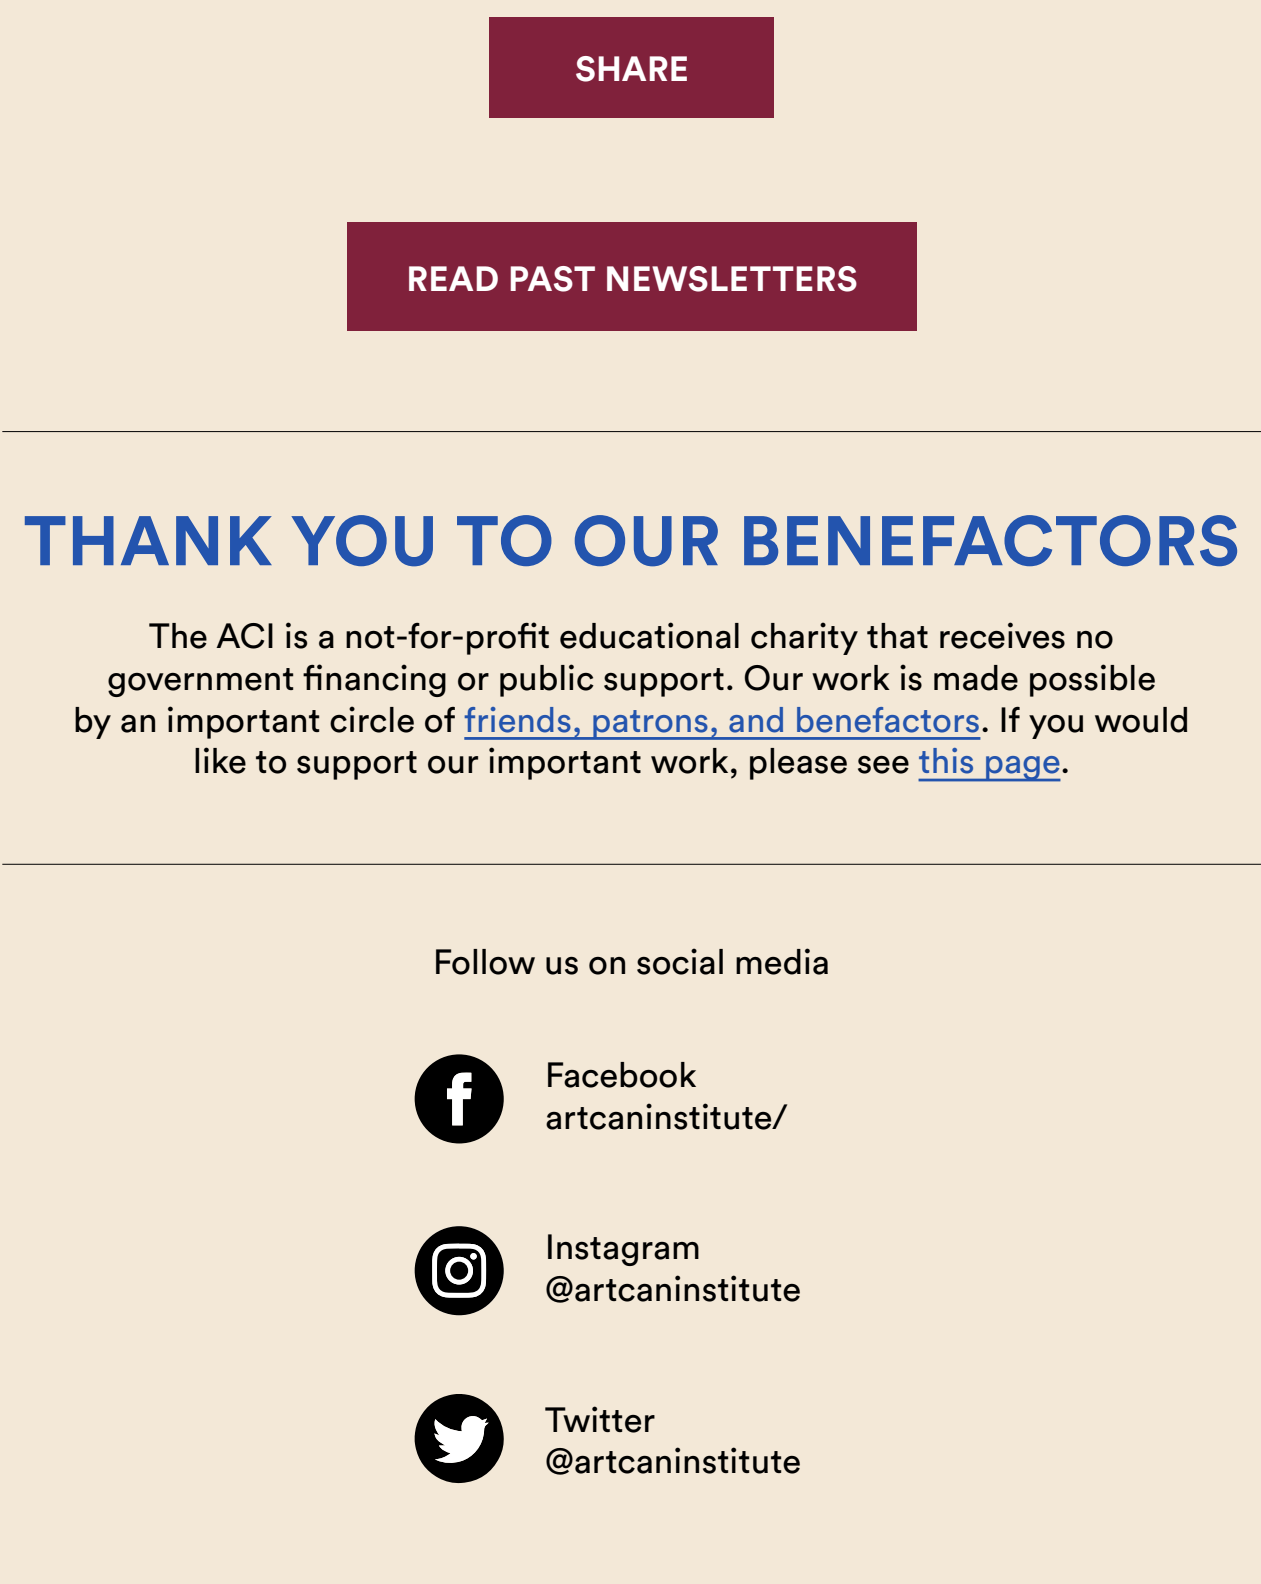 SHARE
READ PAST NEWSLETTERS
THANK YOU TO OUR BENEFACTORS
The ACI is a not-for-profit educational charity that receives no
government financing or public support. Our work is made possible
by an important circle of friends, patrons, and benefactors. If you would
like to support our important work, please see this page.
Follow us on social media
Facebook
artcaninstitute/
Instagram
@artcaninstitute
Twitter
@artcaninstitute